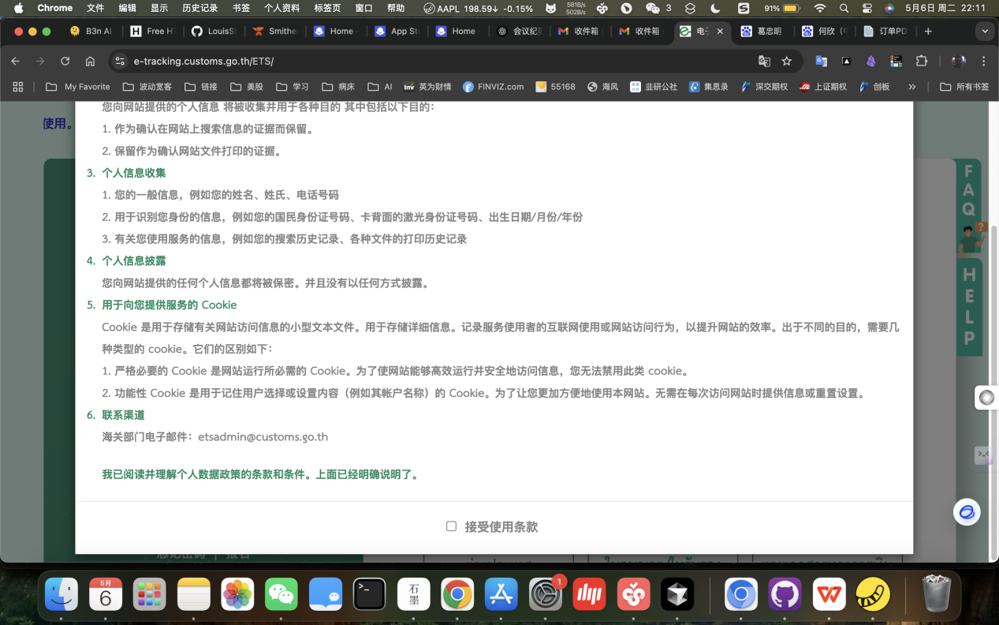 Chrome 文件 编辑 显示 历史记录 书签 个人资料 标签页 窗口 帮助 AAPL 198.59↓ -0.15% 581B/s 502B/s 3 91% 5月6日 周二 22:11
B3n AI Free HT LouisS Smithe Home - App St Home - 会议纪要 收件箱 收件箱 电子 葛忠明 何欣 订单PD
e-tracking.customs.go.th/ETS/
My Favorite 波动宽客 链接 美股 学习 病床 AI inv 英为财情 FINVIZ.com 55168 海风 韭研公社 集思录 深交期权 上证期权 创板 » 所有书签
使用。
您向网站提供的个人信息 将被收集并用于各种目的 其中包括以下目的：
1. 作为确认在网站上搜索信息的证据而保留。
2. 保留作为确认网站文件打印的证据。
3. 个人信息收集
1. 您的一般信息，例如您的姓名、姓氏、电话号码
2. 用于识别您身份的信息，例如您的国民身份证号码、卡背面的激光身份证号码、出生日期/月份/年份
3. 有关您使用服务的信息，例如您的搜索历史记录、各种文件的打印历史记录
4. 个人信息披露
您向网站提供的任何个人信息都将被保密。并且没有以任何方式披露。
5. 用于向您提供服务的 Cookie
Cookie 是用于存储有关网站访问信息的小型文本文件。用于存储详细信息。记录服务使用者的互联网使用或网站访问行为，以提升网站的效率。出于不同的目的，需要几
种类型的 cookie。它们的区别如下：
1. 严格必要的 Cookie 是网站运行所必需的 Cookie。为了使网站能够高效运行并安全地访问信息，您无法禁用此类 cookie。
2. 功能性 Cookie 是用于记住用户选择或设置内容（例如其帐户名称）的 Cookie。为了让您更加方便地使用本网站。无需在每次访问网站时提供信息或重置设置。
6. 联系渠道
海关部门电子邮件：etsadmin@customs.go.th
我已阅读并理解个人数据政策的条款和条件。上面已经明确说明了。
接受使用条款
FAQ
HELP
5月
6
石墨
1